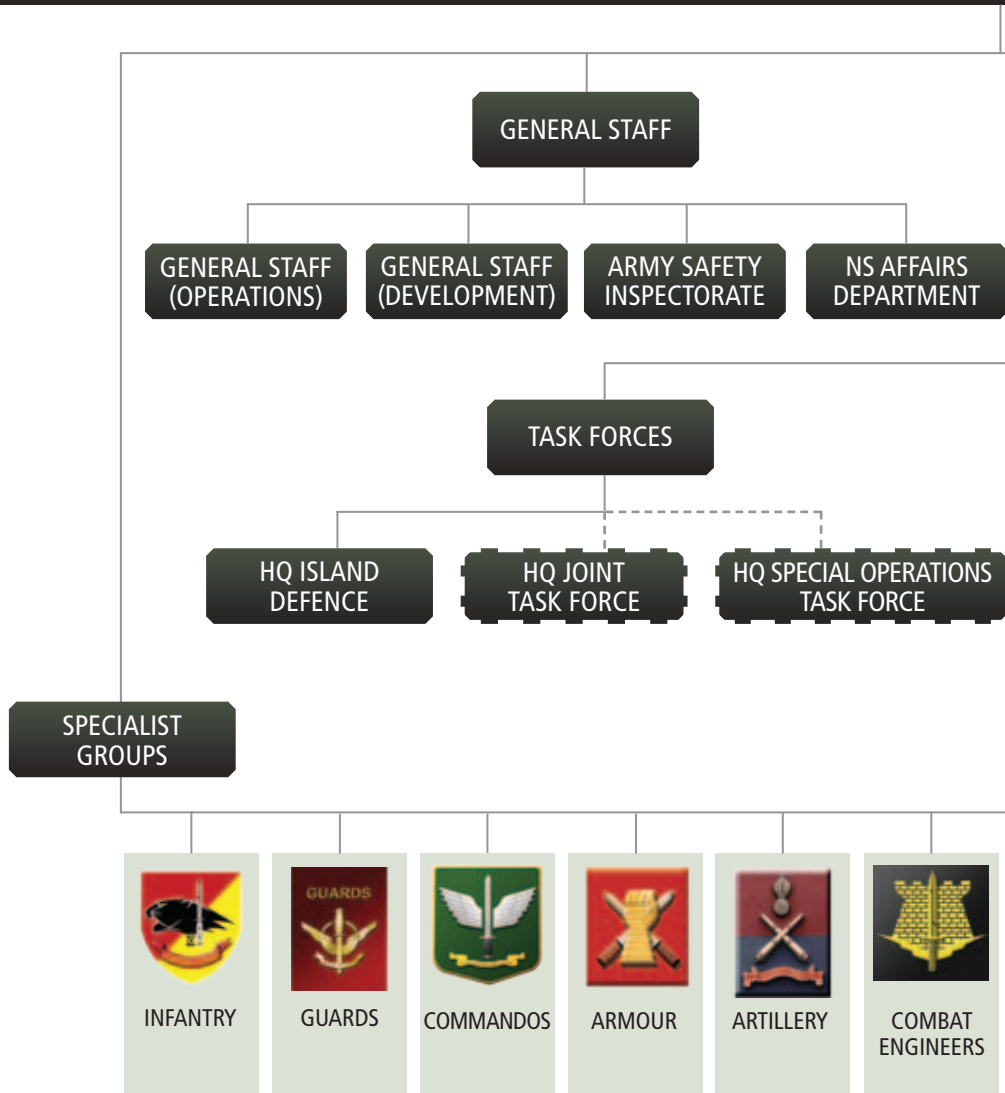 GENERAL STAFF
GENERAL STAFF
(OPERATIONS)
GENERAL STAFF
(DEVELOPMENT)
ARMY SAFETY
INSPECTORATE
NS AFFAIRS
DEPARTMENT
TASK FORCES
HQ ISLAND
DEFENCE
HQ JOINT
TASK FORCE
HQ SPECIAL OPERATIONS
TASK FORCE
SPECIALIST
GROUPS
GUARDS
INFANTRY
GUARDS
COMMANDOS
ARMOUR
ARTILLERY
COMBAT
ENGINEERS